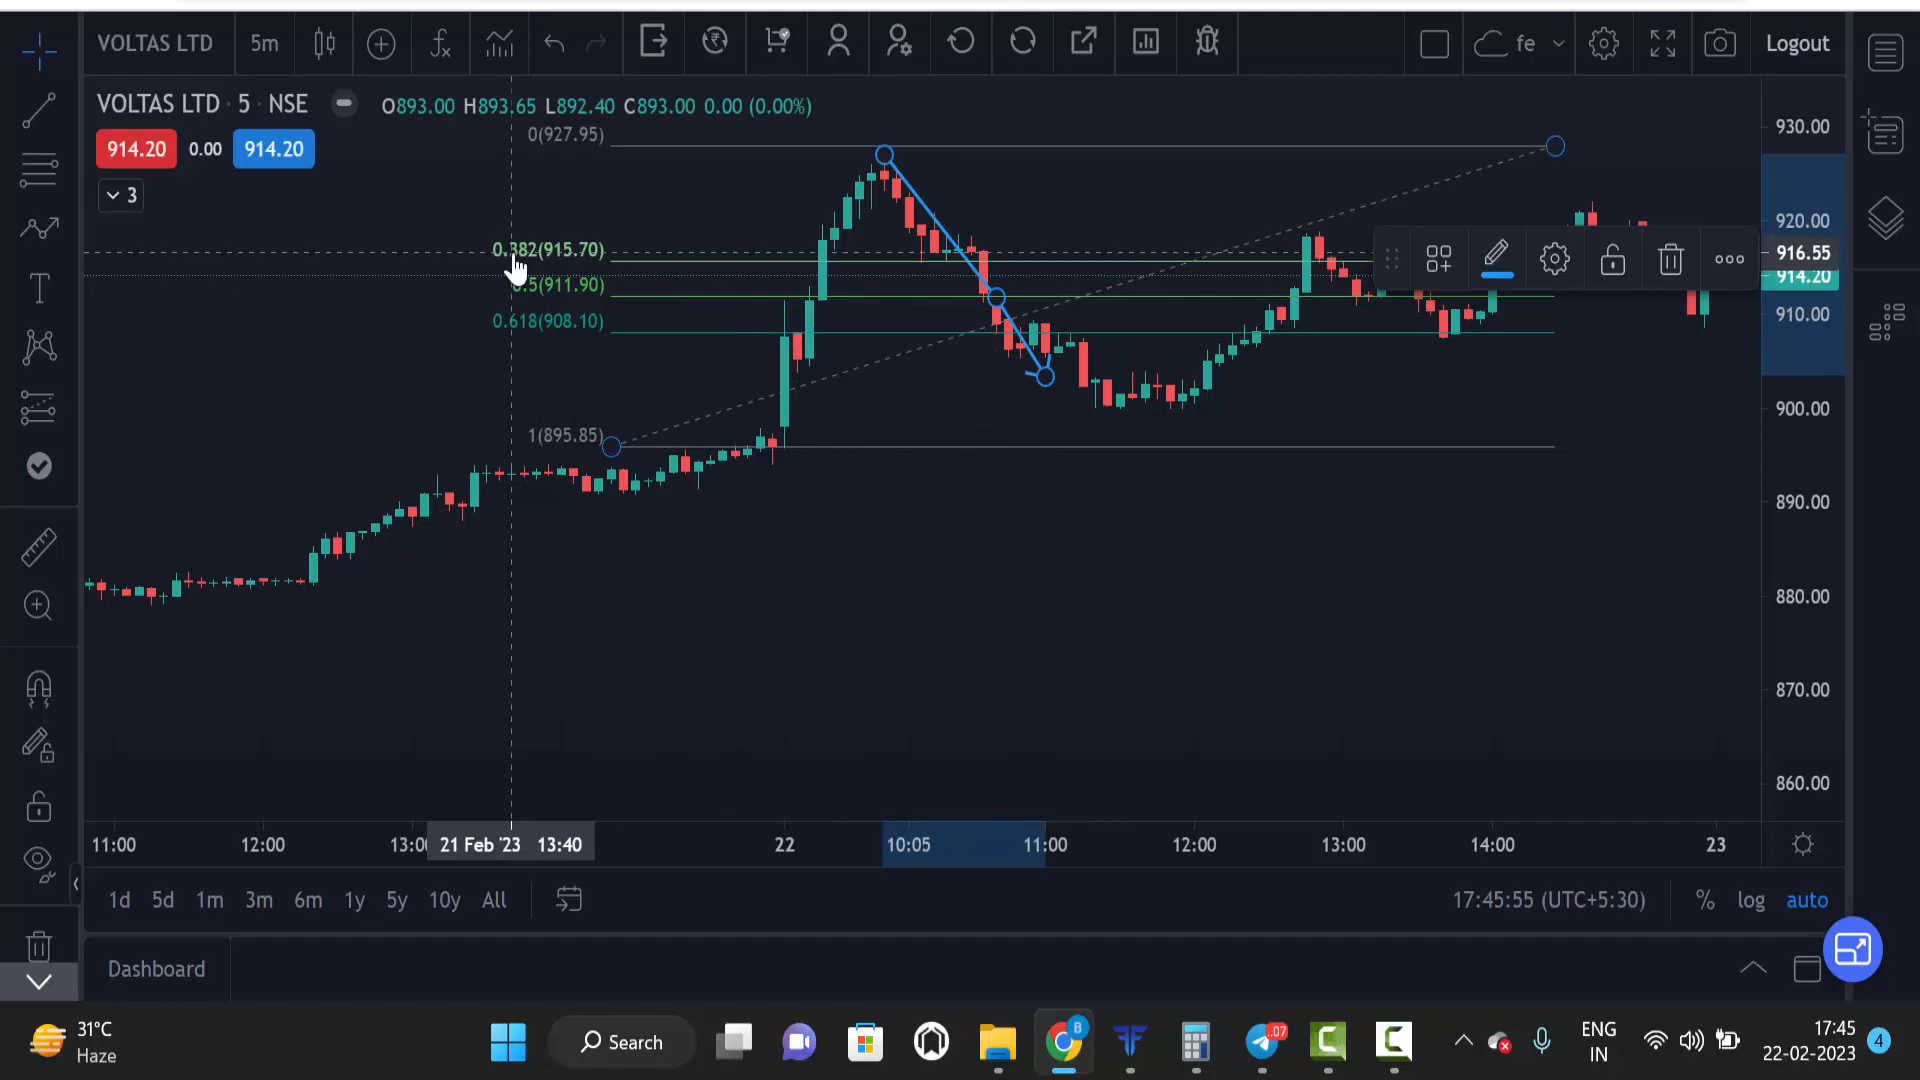 VOLTAS LTD
5m
fx
fe
Logout
VOLTAS LTD · 5 · NSE
O893.00 H893.65 L892.40 C893.00 0.00 (0.00%)
914.20
0.00
914.20
3
0(927.95)
0.382(915.70)
0.5(911.90)
0.618(908.10)
1(895.85)
930.00
920.00
916.55
914.20
910.00
900.00
890.00
880.00
870.00
860.00
11:00
12:00
21 Feb '23 13:40
22
10:05
11:00
12:00
13:00
14:00
23
1d
5d
1m
3m
6m
1y
5y
10y
All
17:45:55 (UTC+5:30)
%
log
auto
Dashboard
31°C
Haze
Search
B
07
ENG
IN
17:45
22-02-2023
4